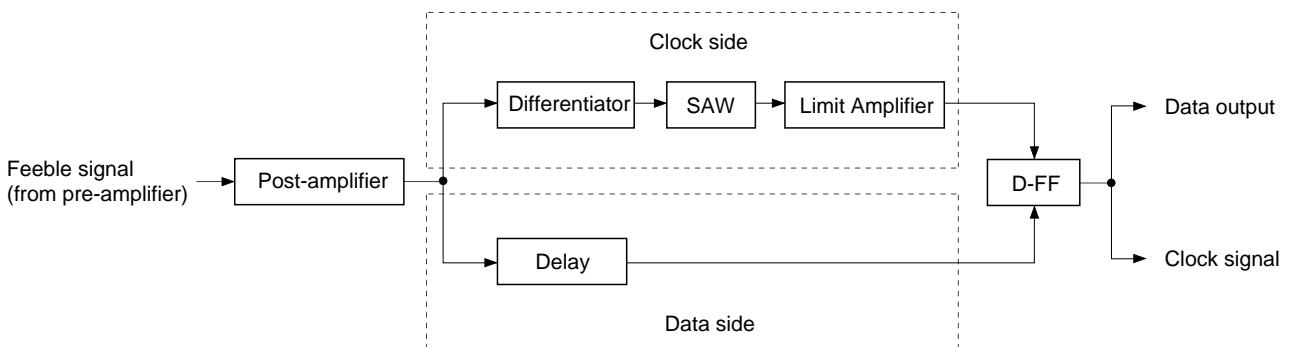 Clock side
Differentiator
SAW
Limit Amplifier
Data output
Feeble signal
(from pre-amplifier)
Post-amplifier
D-FF
Delay
Clock signal
Data side